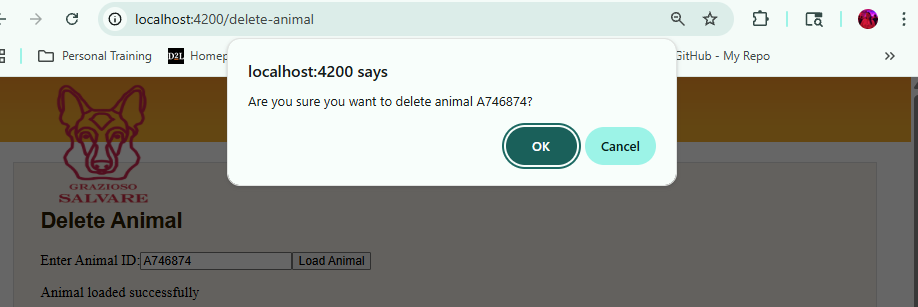 localhost:4200/delete-animal
Personal Training D2L Homep GitHub - My Repo
localhost:4200 says
Are you sure you want to delete animal A746874?
OK Cancel
GRAZIOSO
SALVARE
Delete Animal
Enter Animal ID: A746874 Load Animal
Animal loaded successfully